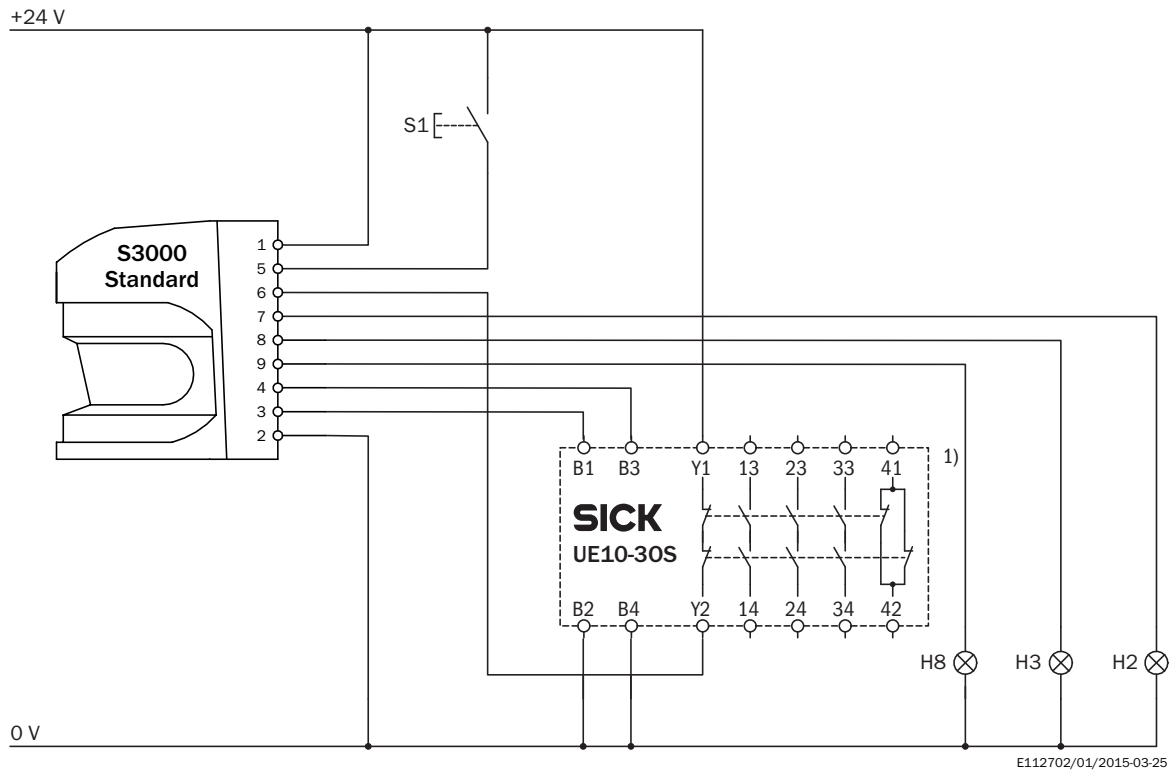 +24 V
S1
S3000
Standard
1
5
6
7
8
9
4
3
2
B1 B3 Y1 13 23 33 41
1)
SICK
UE10-30S
B2 B4 Y2 14 24 34 42
H8 H3 H2
0 V
E112702/01/2015-03-25